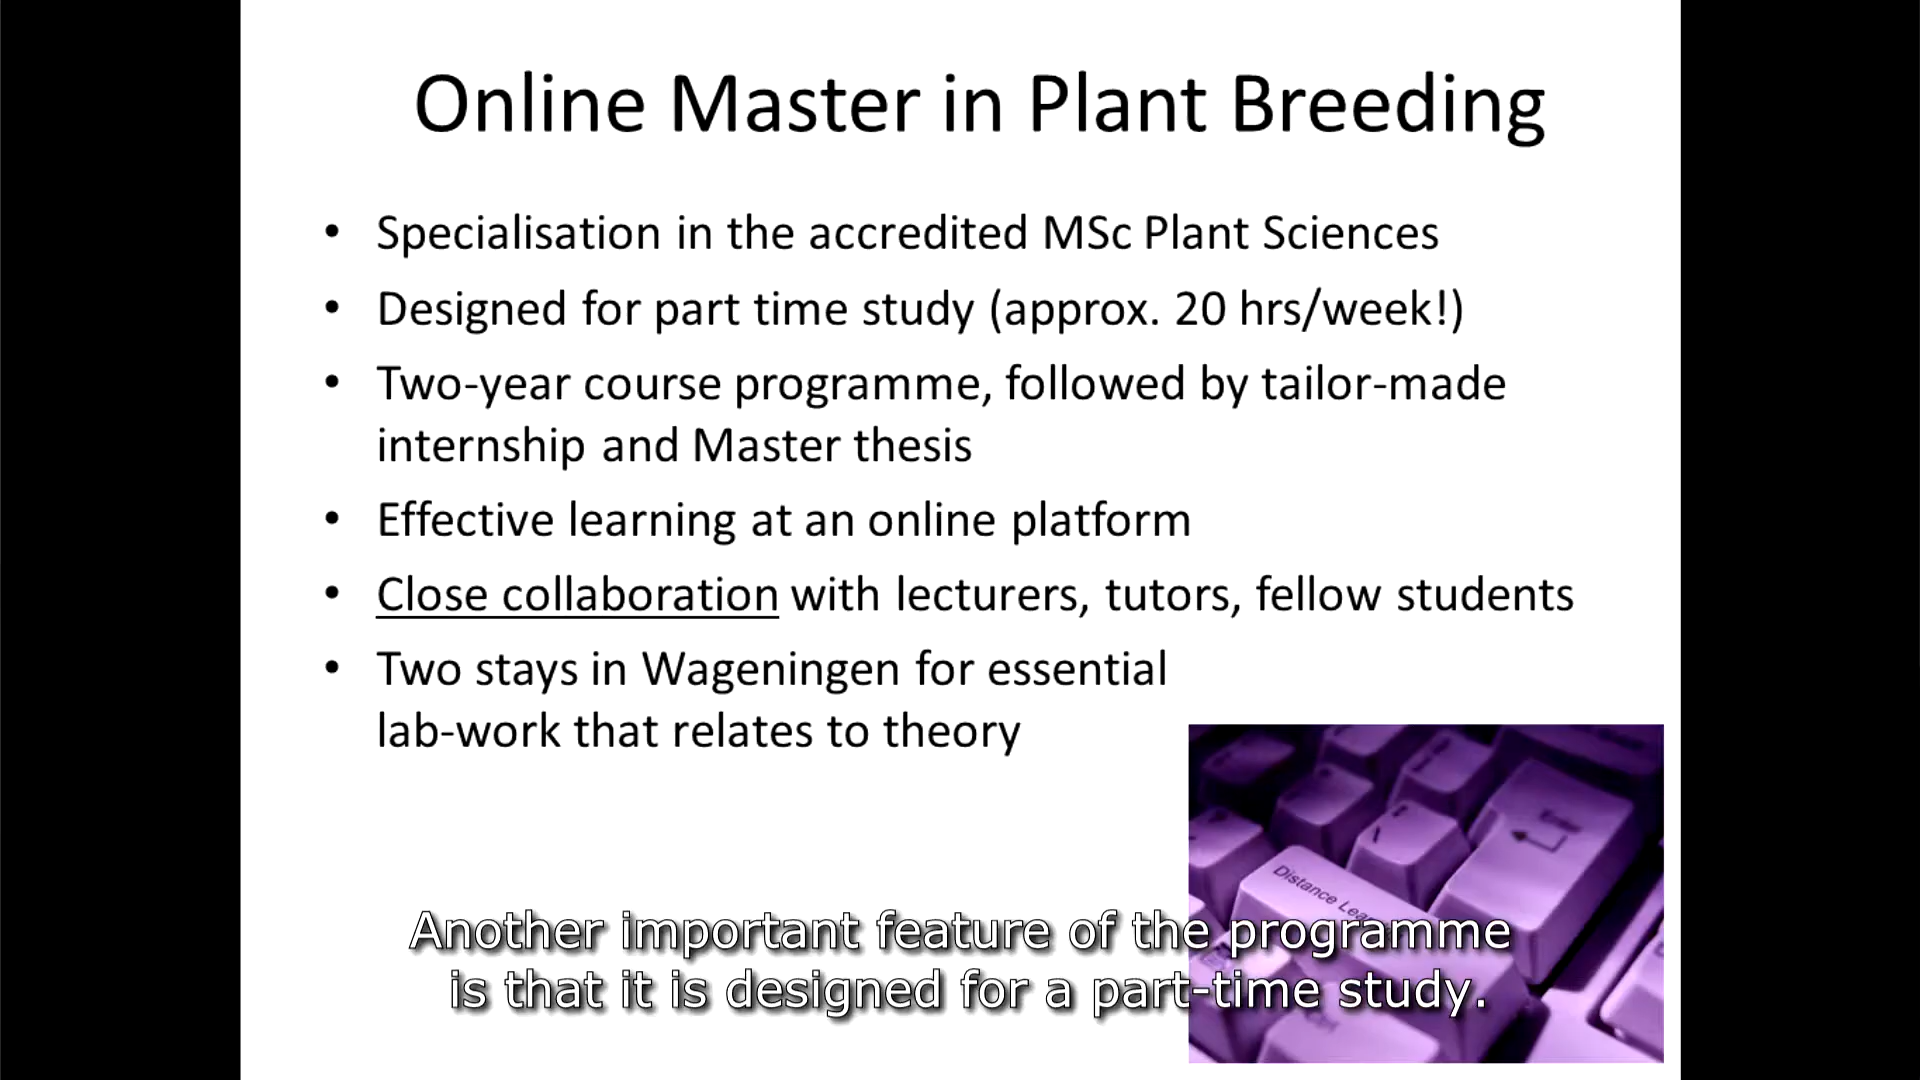 Online Master in Plant Breeding
• Specialisation in the accredited MSc Plant Sciences
• Designed for part time study (approx. 20 hrs/week!)
• Two-year course programme, followed by tailor-made
internship and Master thesis
• Effective learning at an online platform
• Close collaboration with lecturers, tutors, fellow students
• Two stays in Wageningen for essential
lab-work that relates to theory
Distance
Another important feature of the programme
is that it is designed for a part-time study.